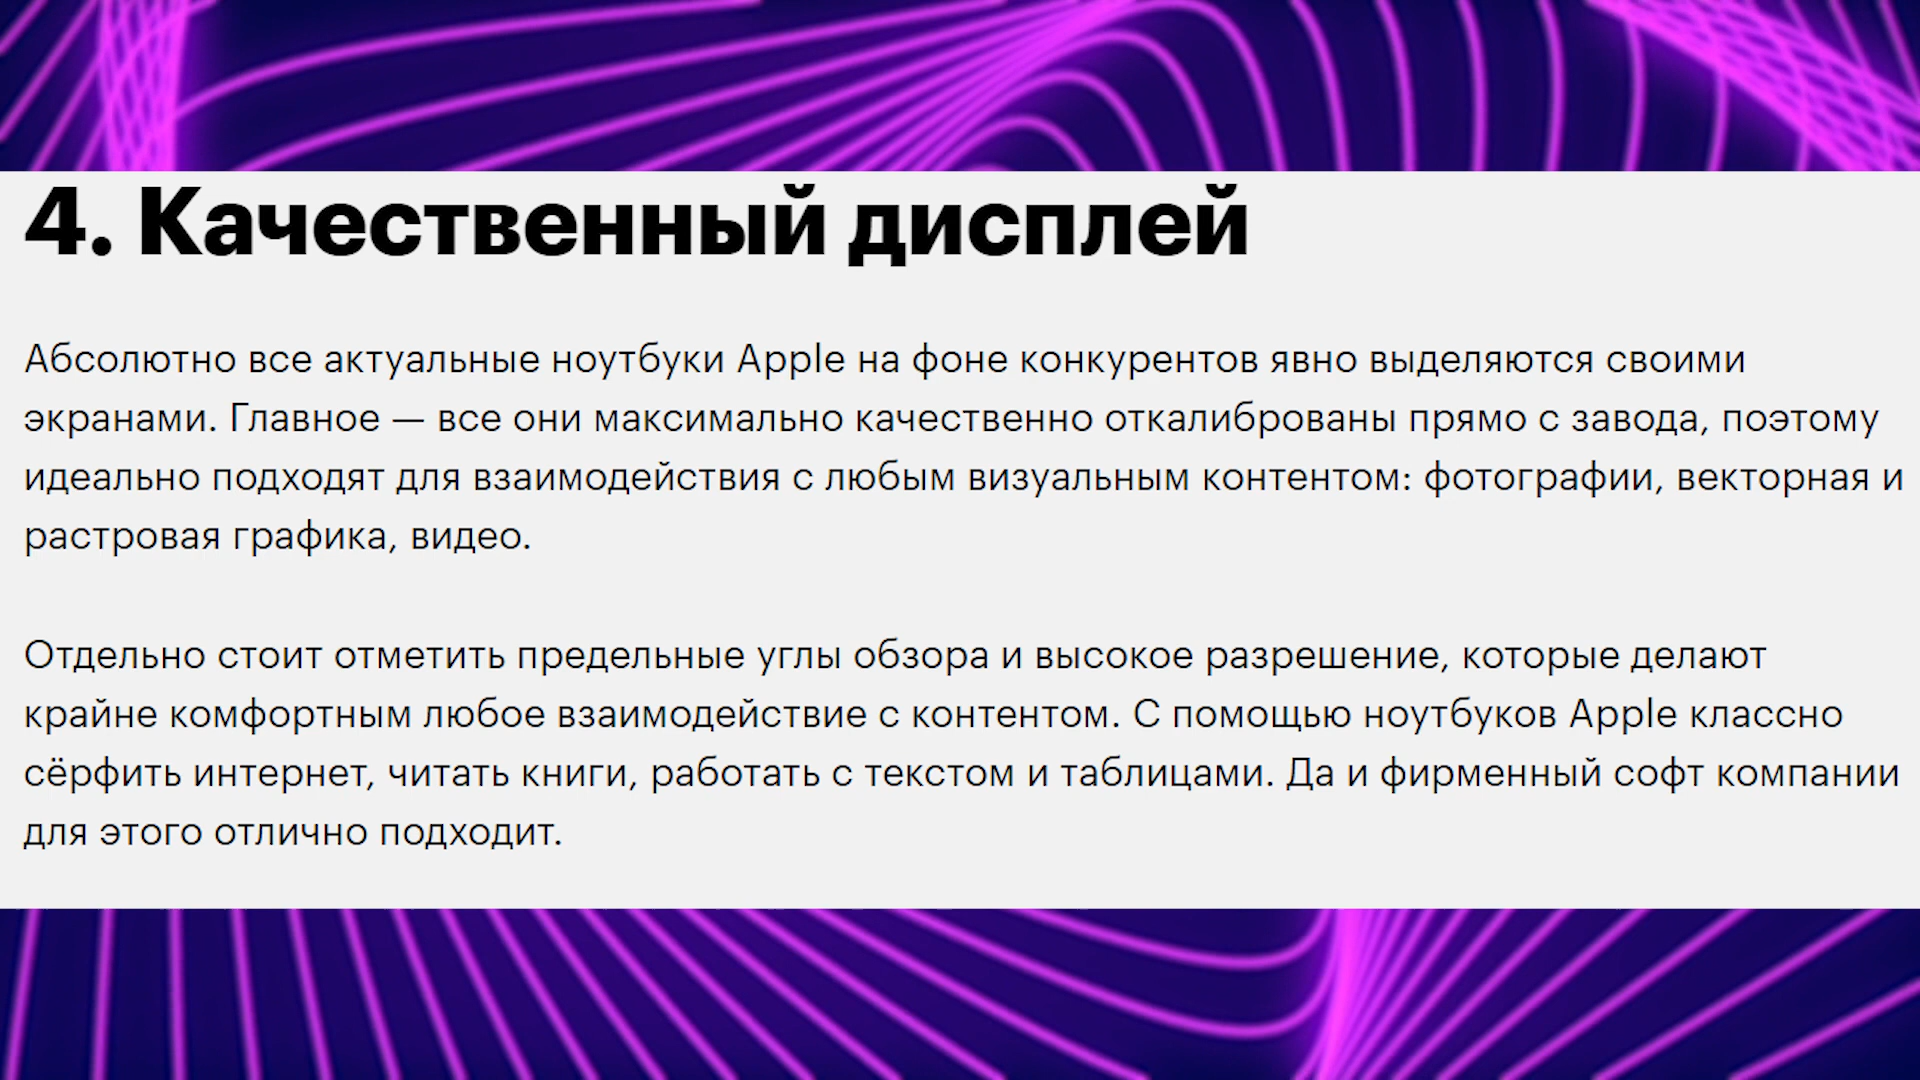 4. Качественный дисплей
Абсолютно все актуальные ноутбуки Apple на фоне конкурентов явно выделяются своими
экранами. Главное — все они максимально качественно откалиброваны прямо с завода, поэтому
идеально подходят для взаимодействия с любым визуальным контентом: фотографии, векторная и
растровая графика, видео.
Отдельно стоит отметить предельные углы обзора и высокое разрешение, которые делают
крайне комфортным любое взаимодействие с контентом. С помощью ноутбуков Apple классно
сёрфить интернет, читать книги, работать с текстом и таблицами. Да и фирменный софт компании
для этого отлично подходит.